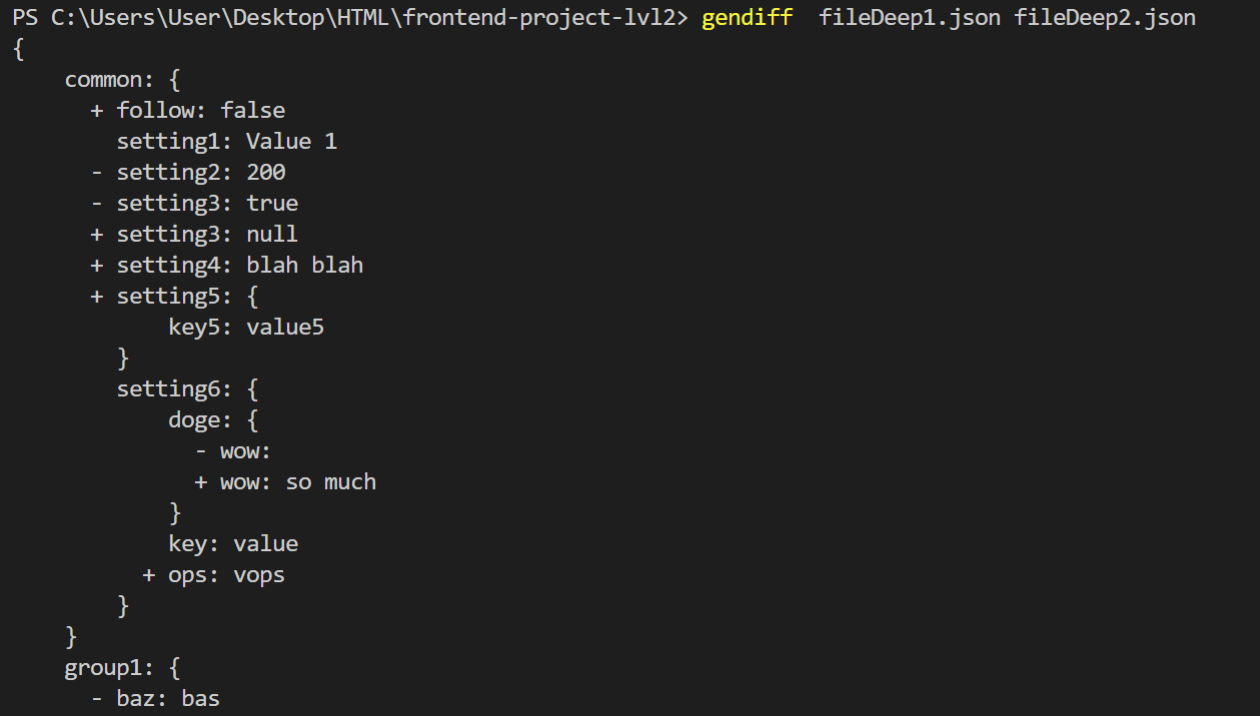 PS C:\Users\User\Desktop\HTML\frontend-project-lvl2> gendiff  fileDeep1.json fileDeep2.json
{
    common: {
      + follow: false
        setting1: Value 1
      - setting2: 200
      - setting3: true
      + setting3: null
      + setting4: blah blah
      + setting5: {
            key5: value5
        }
        setting6: {
            doge: {
              - wow:
              + wow: so much
            }
            key: value
          + ops: vops
        }
    }
    group1: {
      - baz: bas